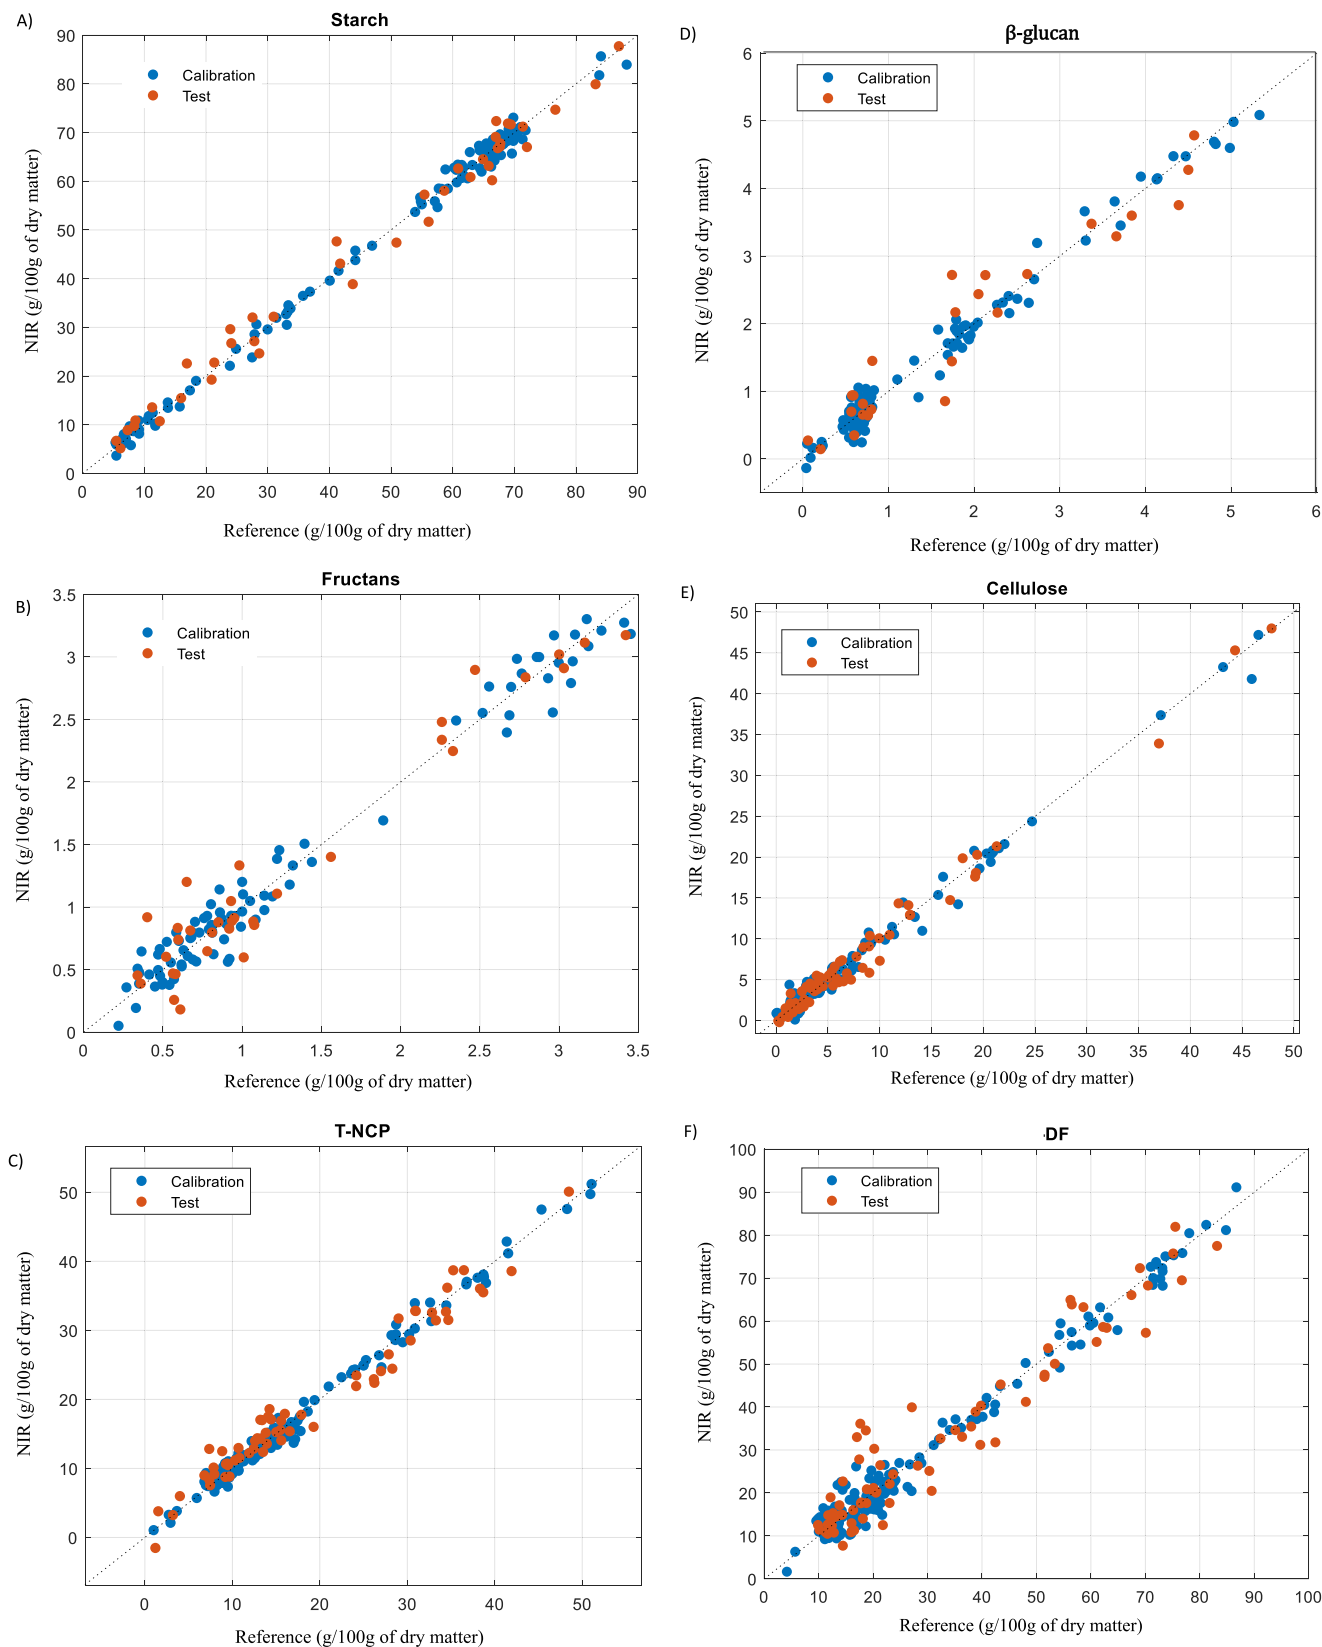 A)
Starch
Calibration
Test
90
80
70
60
50
40
30
20
10
0
NIR (g/100g of dry matter)
0 10 20 30 40 50 60 70 80 90
Reference (g/100g of dry matter)
D)
β-glucan
Calibration
Test
6
5
4
3
2
1
0
NIR (g/100g of dry matter)
0 1 2 3 4 5 6
Reference (g/100g of dry matter)
B)
Fructans
Calibration
Test
3.5
3
2.5
2
1.5
1
0.5
0
NIR (g/100g of dry matter)
0 0.5 1 1.5 2 2.5 3 3.5
Reference (g/100g of dry matter)
E)
Cellulose
Calibration
Test
50
45
40
35
30
25
20
15
10
5
0
NIR (g/100g of dry matter)
0 5 10 15 20 25 30 35 40 45 50
Reference (g/100g of dry matter)
C)
T-NCP
Calibration
Test
50
40
30
20
10
0
NIR (g/100g of dry matter)
0 10 20 30 40 50
Reference (g/100g of dry matter)
F)
DF
Calibration
Test
100
90
80
70
60
50
40
30
20
10
0
NIR (g/100g of dry matter)
0 10 20 30 40 50 60 70 80 90 100
Reference (g/100g of dry matter)